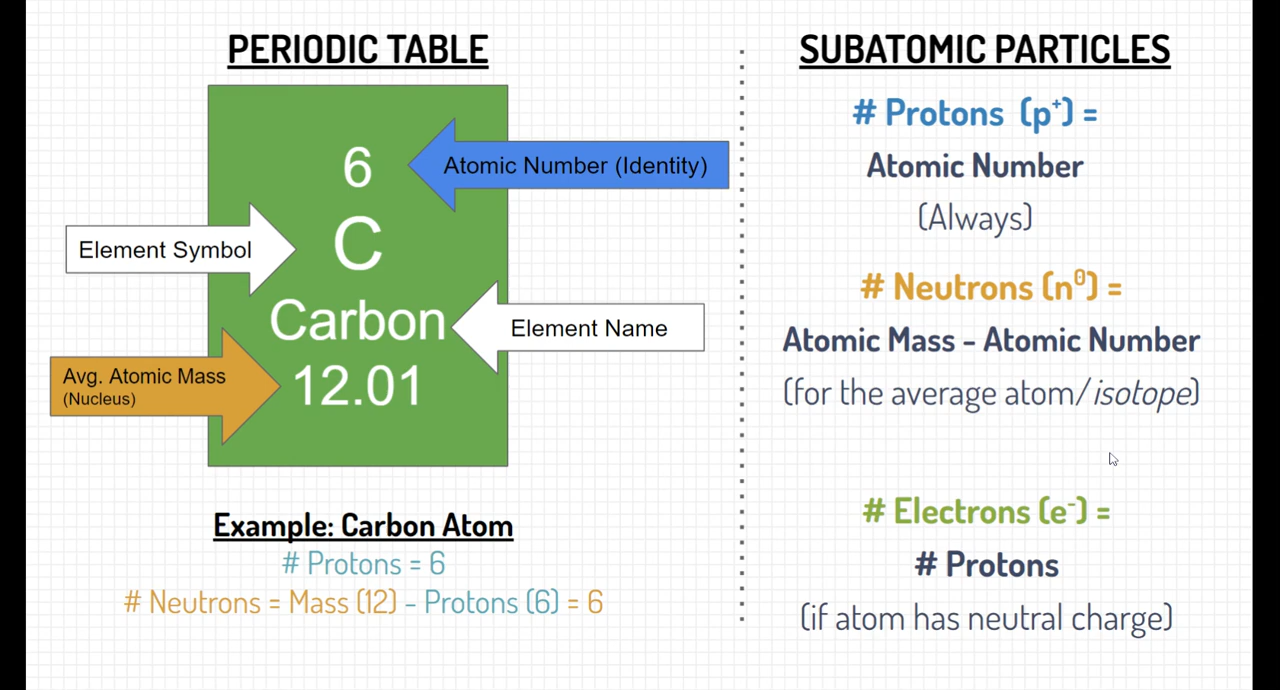 PERIODIC TABLE
6
Atomic Number (Identity)
Element Symbol
C
Carbon
Element Name
Avg. Atomic Mass
(Nucleus)
12.01
Example: Carbon Atom
# Protons = 6
# Neutrons = Mass (12) - Protons (6) = 6
SUBATOMIC PARTICLES
# Protons (p⁺) =
Atomic Number
(Always)
# Neutrons (n⁰) =
Atomic Mass - Atomic Number
(for the average atom/isotope)
# Electrons (e⁻) =
# Protons
(if atom has neutral charge)